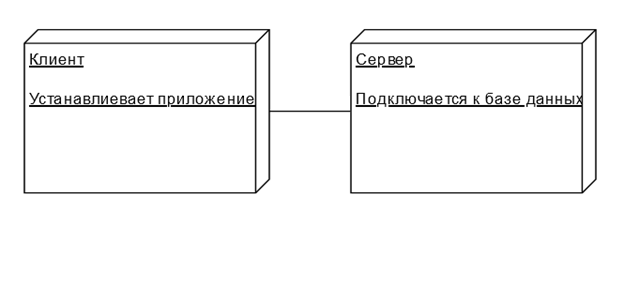 Клиент
Устанавлиевает приложение
Сервер
Подключается к базе данных